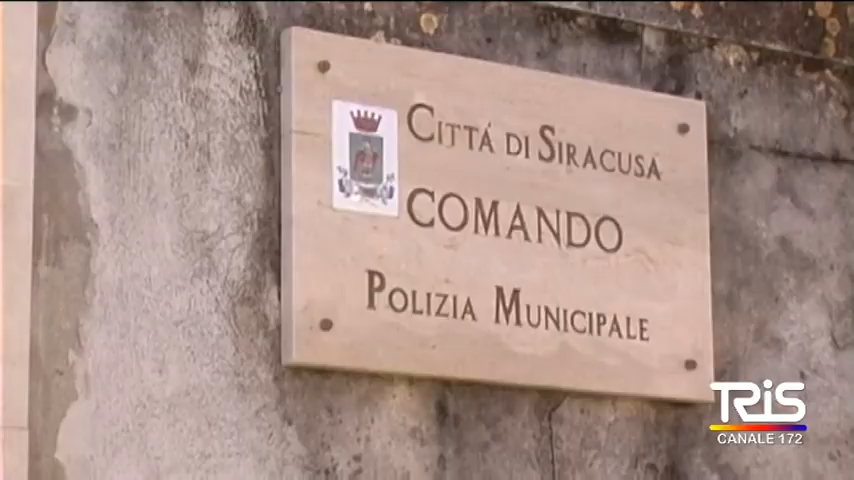 CITTÁ DI SIRACUSA
COMANDO
POLIZIA MUNICIPALE
TRIS
CANALE 172